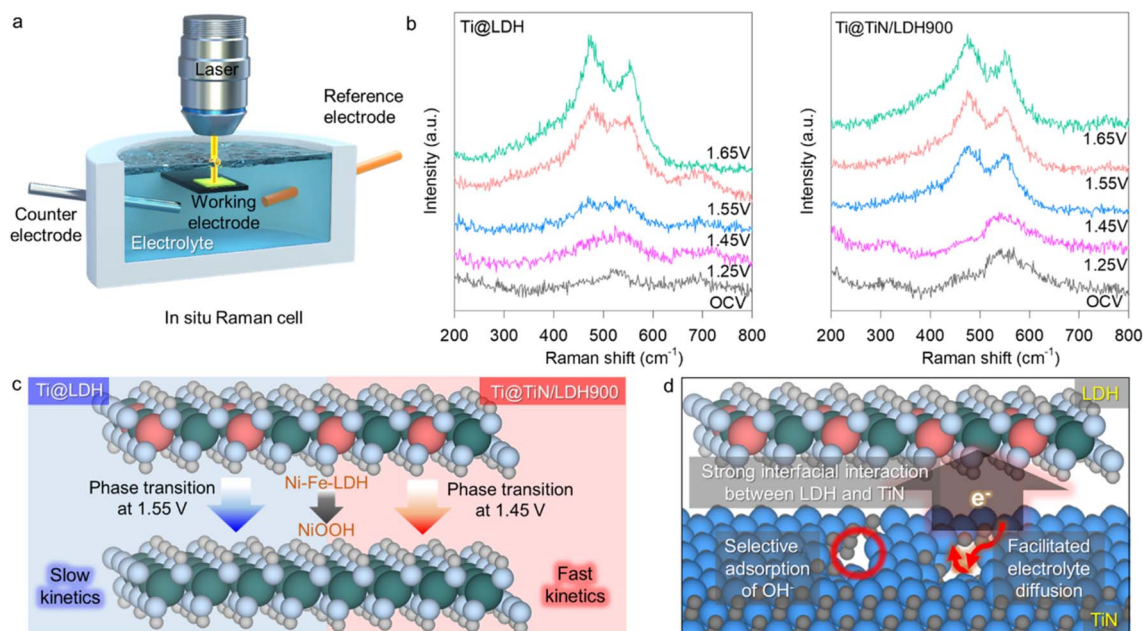 a
Laser
Reference
electrode
Counter
electrode
Working
electrode
Electrolyte
In situ Raman cell
b
Ti@LDH
Intensity (a.u.)
1.65V
1.55V
1.45V
1.25V
OCV
200 300 400 500 600 700 800
Raman shift (cm⁻¹)
Ti@TiN/LDH900
Intensity (a.u.)
1.65V
1.55V
1.45V
1.25V
OCV
200 300 400 500 600 700 800
Raman shift (cm⁻¹)
c
Ti@LDH
Ti@TiN/LDH900
Phase transition
at 1.55 V
Ni-Fe-LDH
NiOOH
Phase transition
at 1.45 V
Slow
kinetics
Fast
kinetics
d
LDH
Strong interfacial interaction
between LDH and TiN
e⁻
Selective
adsorption
of OH⁻
Facilitated
electrolyte
diffusion
TiN